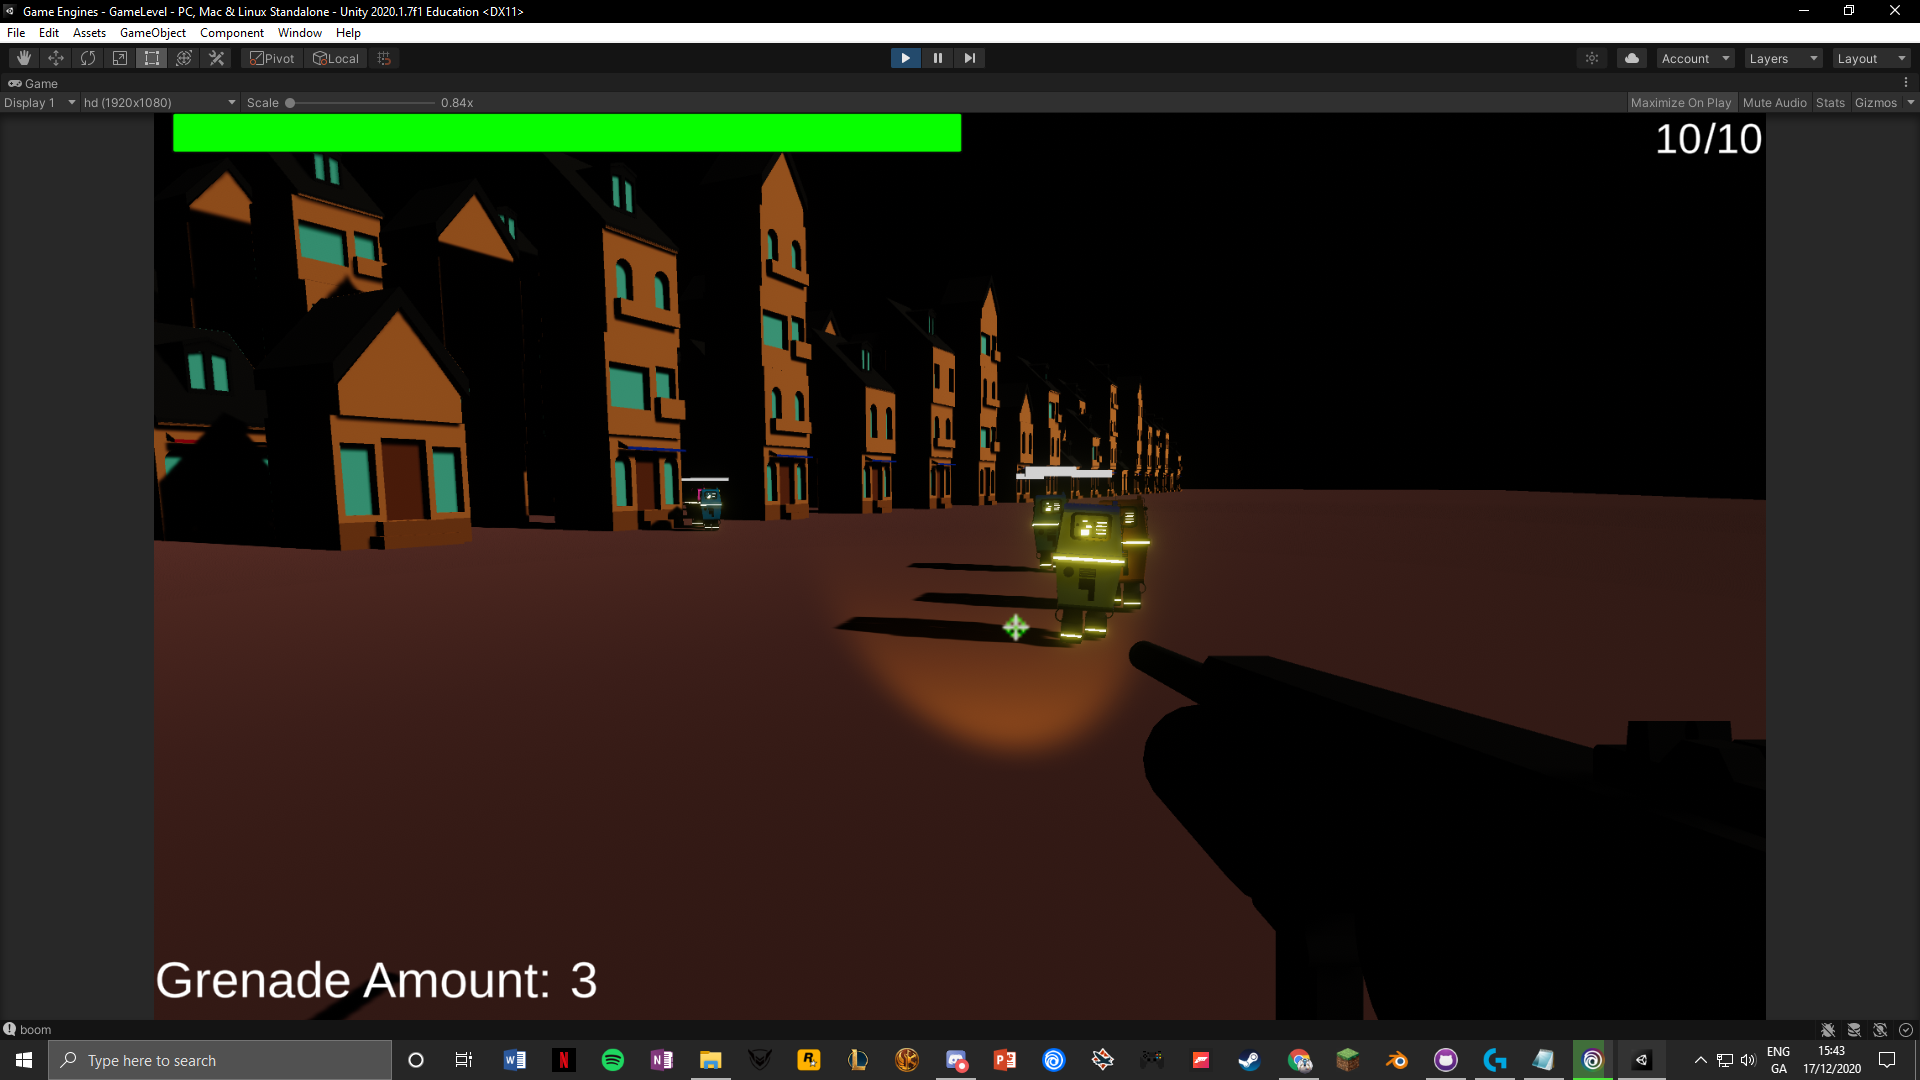 Game Engines - GameLevel - PC, Mac & Linux Standalone - Unity 2020.1.7f1 Education <DX11>
File Edit Assets GameObject Component Window Help
Pivot Local Account Layers Layout
Game
Display 1 hd (1920x1080) Scale 0.84x Maximize On Play Mute Audio Stats Gizmos
10/10
Grenade Amount: 3
boom
Type here to search
ENG
GA
15:43
17/12/2020